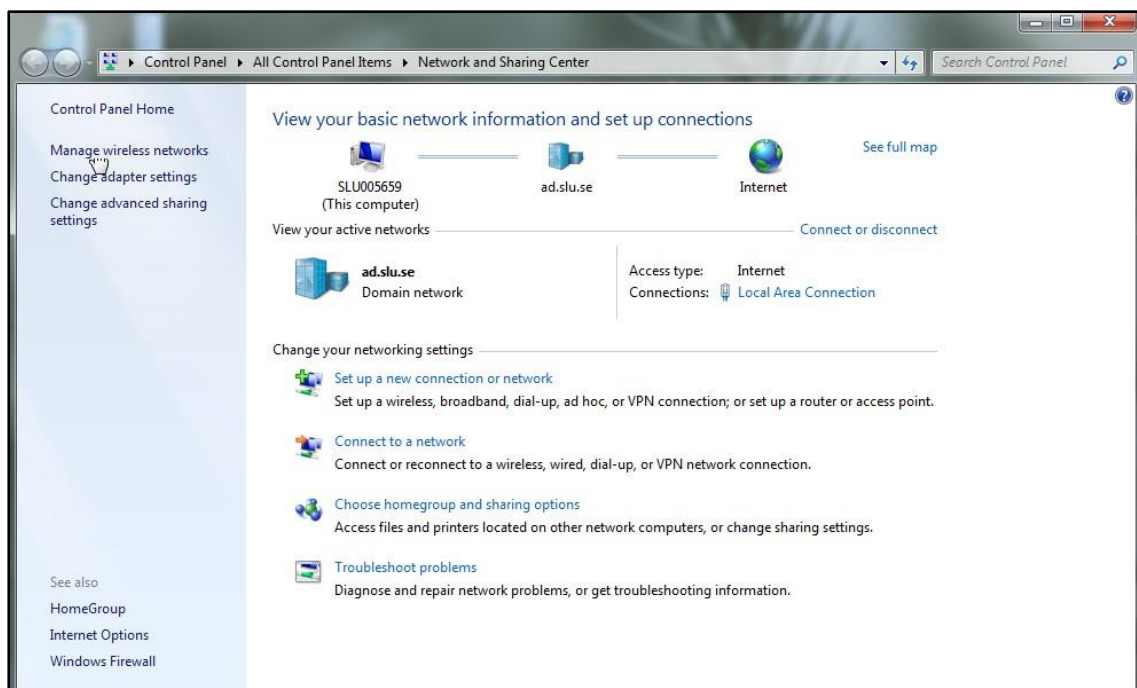 Control Panel ▸ All Control Panel Items ▸ Network and Sharing Center
Search Control Panel
Control Panel Home
Manage wireless networks
Change adapter settings
Change advanced sharing
settings
View your basic network information and set up connections
See full map
SLU005659
(This computer)
ad.slu.se
Internet
View your active networks
Connect or disconnect
ad.slu.se
Domain network
Access type: Internet
Connections: Local Area Connection
Change your networking settings
Set up a new connection or network
Set up a wireless, broadband, dial-up, ad hoc, or VPN connection; or set up a router or access point.
Connect to a network
Connect or reconnect to a wireless, wired, dial-up, or VPN network connection.
Choose homegroup and sharing options
Access files and printers located on other network computers, or change sharing settings.
Troubleshoot problems
Diagnose and repair network problems, or get troubleshooting information.
See also
HomeGroup
Internet Options
Windows Firewall